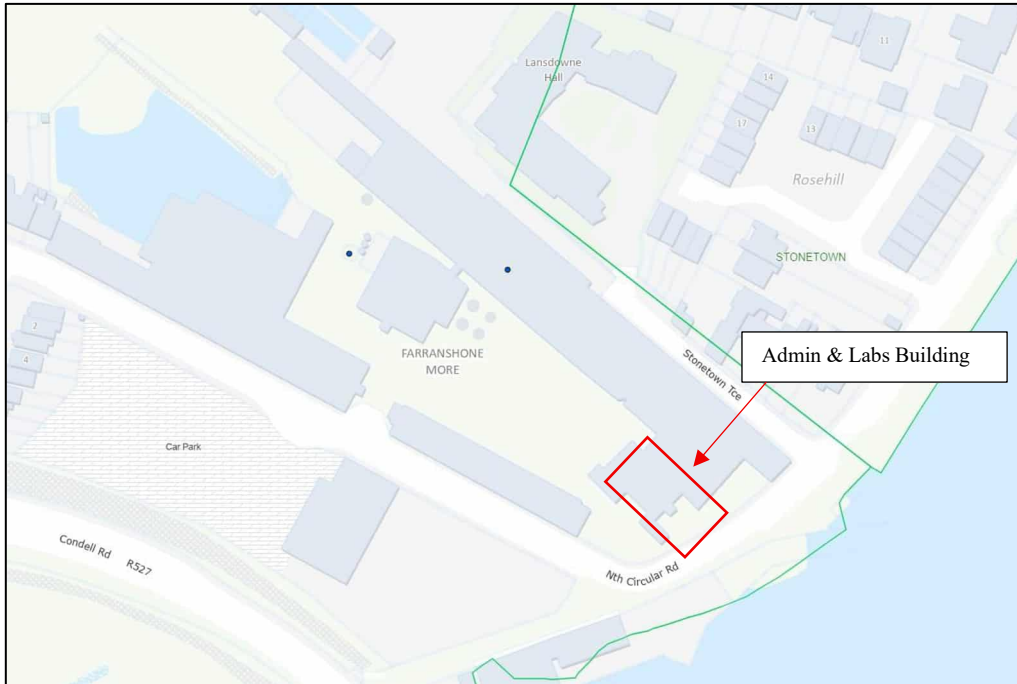 Lansdowne
Hall
11
14
17
13
Rosehill
STONETOWN
Admin & Labs Building
Stonetown Tce
FARRANSHONE
MORE
2
4
Car Park
Condell Rd R527
Nth Circular Rd